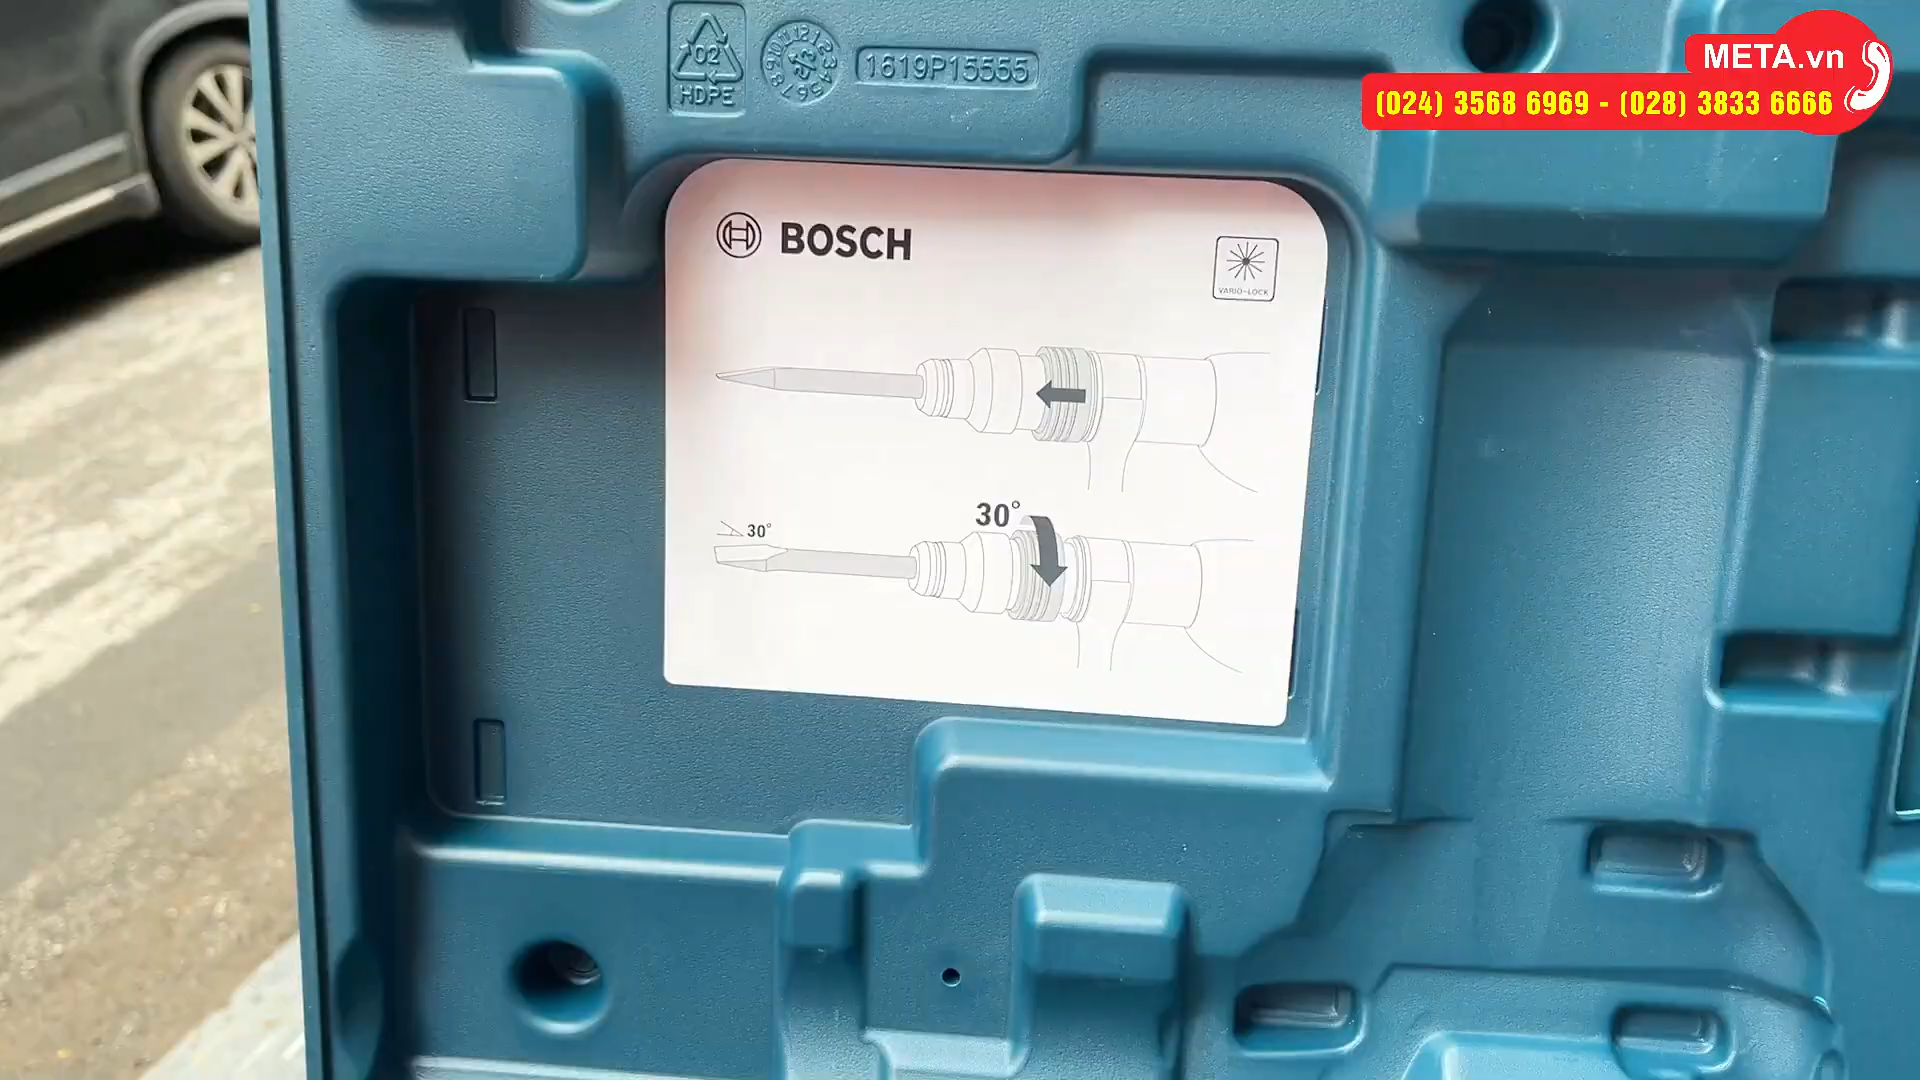 META.vn
(024) 3568 6969 - (028) 3833 6666
02
HDPE
1619P15555
BOSCH
VARIO-LOCK
30°
30°